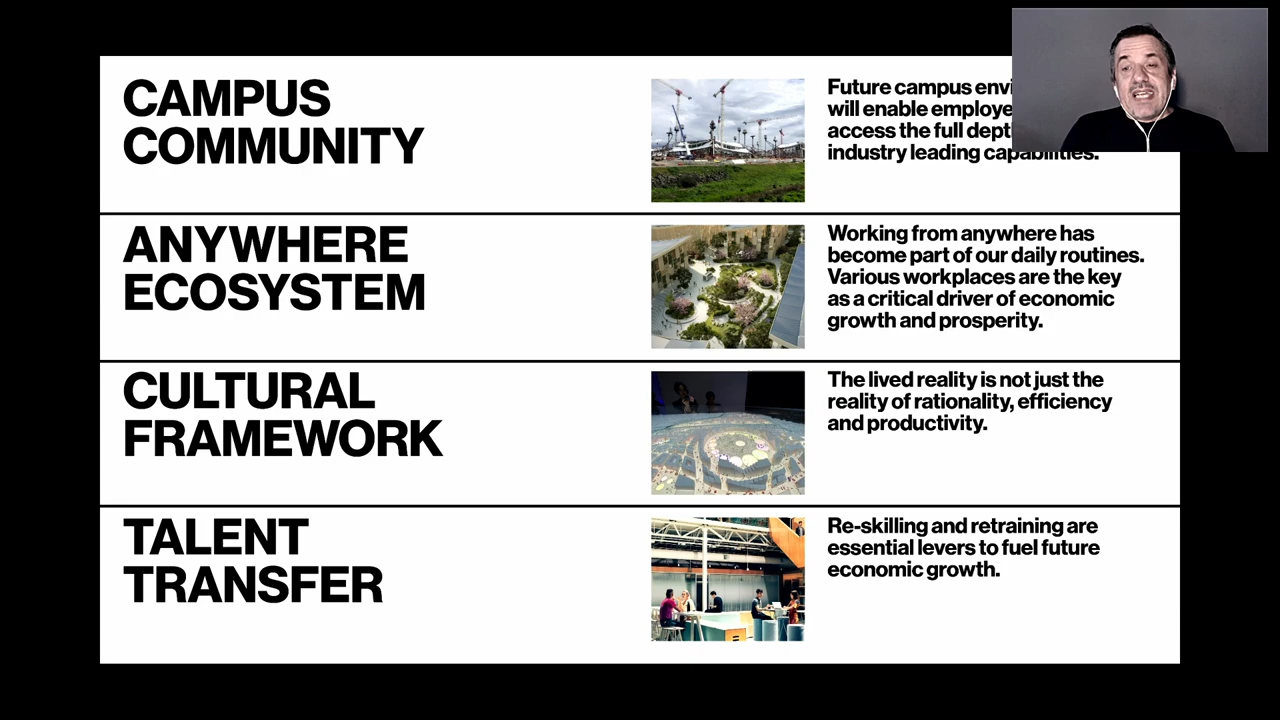 CAMPUS
COMMUNITY
Future campus
will enable
access the full
industry leading capabilities.
ANYWHERE
ECOSYSTEM
Working from anywhere has
become part of our daily routines.
Various workplaces are the key
as a critical driver of economic
growth and prosperity.
CULTURAL
FRAMEWORK
The lived reality is not just the
reality of rationality, efficiency
and productivity.
TALENT
TRANSFER
Re-skilling and retraining are
essential levers to fuel future
economic growth.